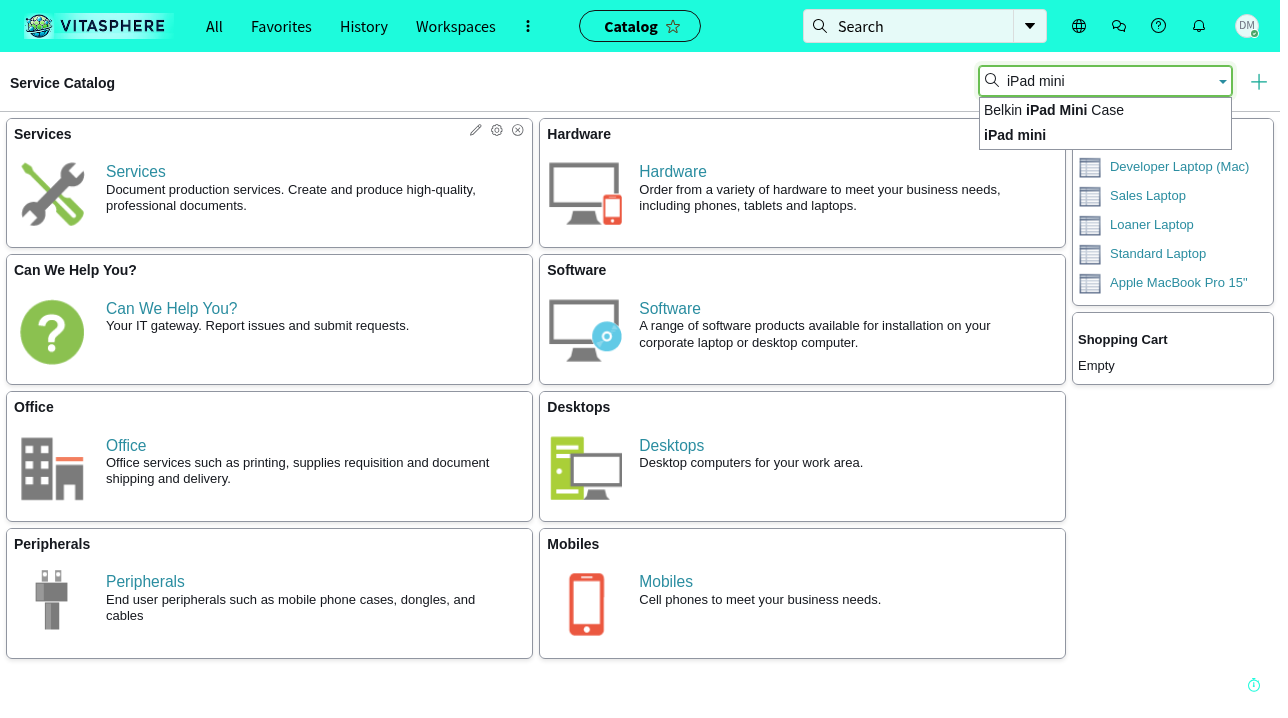 VITASPHERE
All
Favorites
History
Workspaces
Catalog
Search
DM
Service Catalog
iPad mini
Belkin iPad Mini Case
iPad mini
Services
Services
Document production services. Create and produce high-quality,
professional documents.
Hardware
Hardware
Order from a variety of hardware to meet your business needs,
including phones, tablets and laptops.
Developer Laptop (Mac)
Sales Laptop
Loaner Laptop
Standard Laptop
Apple MacBook Pro 15"
Can We Help You?
Can We Help You?
Your IT gateway. Report issues and submit requests.
Software
Software
A range of software products available for installation on your
corporate laptop or desktop computer.
Shopping Cart
Empty
Office
Office
Office services such as printing, supplies requisition and document
shipping and delivery.
Desktops
Desktops
Desktop computers for your work area.
Peripherals
Peripherals
End user peripherals such as mobile phone cases, dongles, and
cables
Mobiles
Mobiles
Cell phones to meet your business needs.